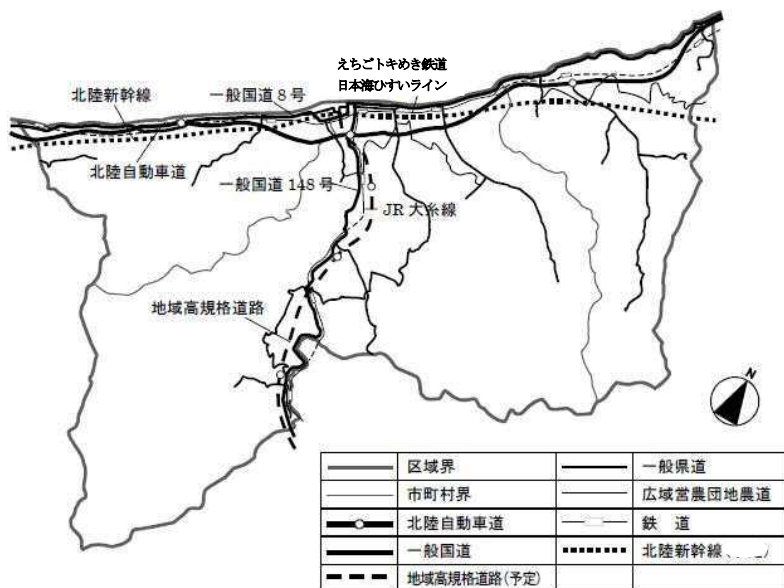 えちごトキめき鉄道
日本海ひすいライン
北陸新幹線
一般国道8号
北陸自動車道
一般国道148号
JR大糸線
地域高規格道路
N
区域界
一般県道
市町村界
広域営農団地農道
北陸自動車道
鉄 道
一般国道
北陸新幹線
地域高規格道路(予定)